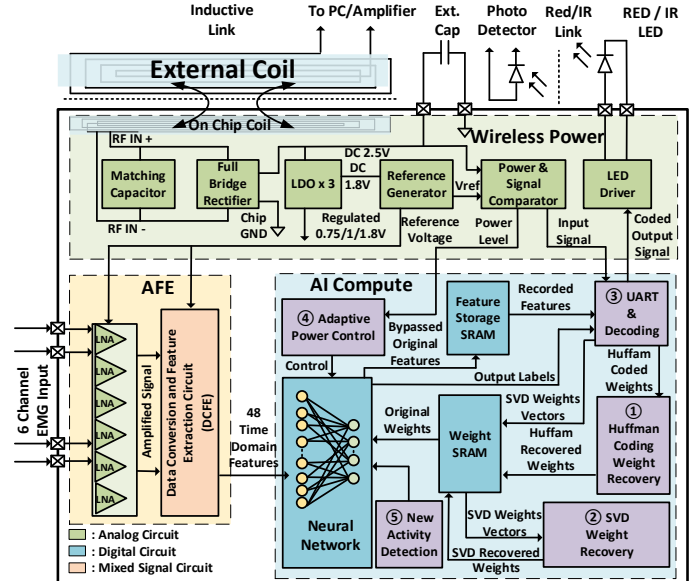 Inductive
Link
To PC/Amplifier
Ext.
Cap
Photo
Detector
Red/IR
Link
RED / IR
LED
External Coil
On Chip Coil
Wireless Power
RF IN +
Matching
Capacitor
Full
Bridge
Rectifier
LDO x 3
DC 2.5V
DC
1.8V
Reference
Generator
Vref
Power &
Signal
Comparator
LED
Driver
RF IN -
Chip
GND
Regulated
0.75/1/1.8V
Reference
Voltage
Power
Level
Input
Signal
Coded
Output
Signal
AFE
AI Compute
6 Channel
EMG Input
LNA
LNA
LNA
LNA
LNA
LNA
Amplified Signal
Data Conversion and Feature
Extraction Circuit
(DCFE)
48
Time
Domain
Features
④ Adaptive
Power Control
Control
Bypassed
Original
Features
Feature
Storage
SRAM
Recorded
Features
③ UART
&
Decoding
Output Labels
Huffam
Coded
Weights
Neural
Network
Original
Weights
Weight
SRAM
SVD Weights
Vectors
Huffam
Recovered
Weights
①
Huffman
Coding
Weight
Recovery
⑤ New
Activity
Detection
SVD Weights
Vectors
SVD Recovered
Weights
② SVD
Weight
Recovery
: Analog Circuit
: Digital Circuit
: Mixed Signal Circuit